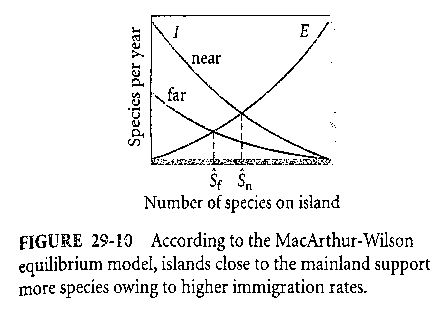 I
E
near
far
Species per year
Ŝf Ŝn
Number of species on island
FIGURE 29-10 According to the MacArthur-Wilson
equilibrium model, islands close to the mainland support
more species owing to higher immigration rates.